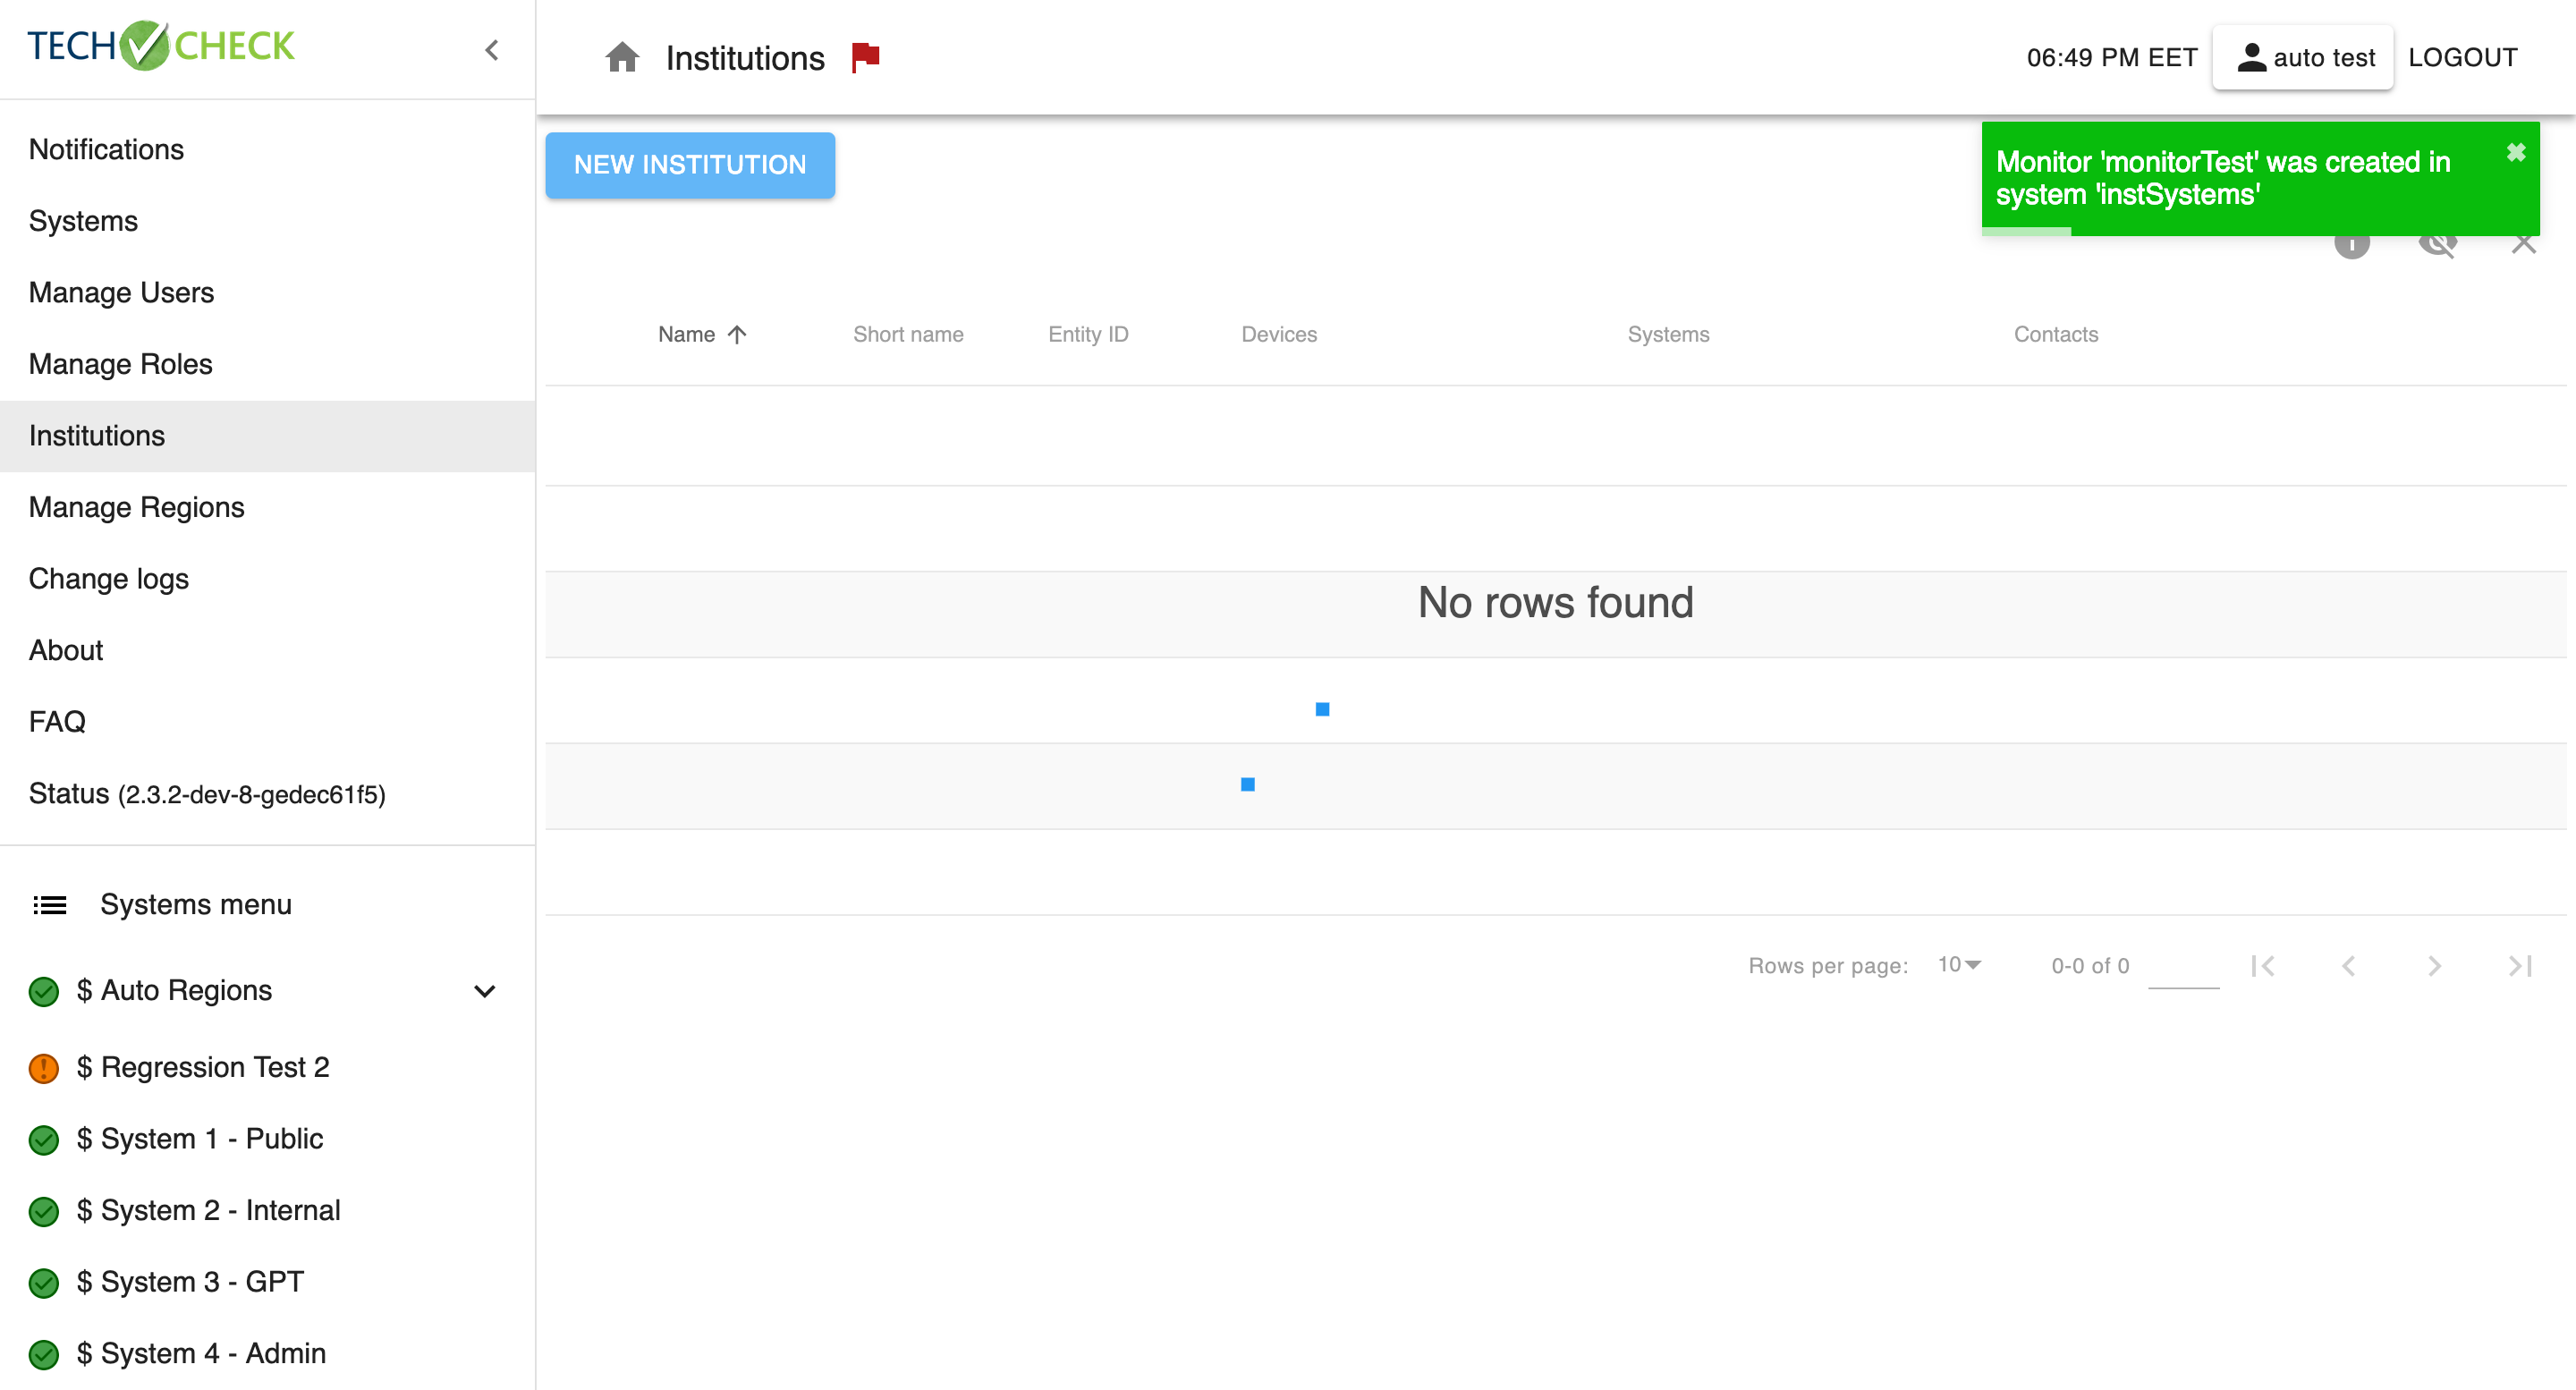 TECH CHECK
Institutions
06:49 PM EET
auto test
LOGOUT
Notifications
Systems
Manage Users
Manage Roles
Institutions
Manage Regions
Change logs
About
FAQ
Status (2.3.2-dev-8-gedec61f5)
Systems menu
$ Auto Regions
$ Regression Test 2
$ System 1 - Public
$ System 2 - Internal
$ System 3 - GPT
$ System 4 - Admin
NEW INSTITUTION
Monitor 'monitorTest' was created in
system 'instSystems'
Name Short name Entity ID Devices Systems Contacts
No rows found
Rows per page: 10 0-0 of 0